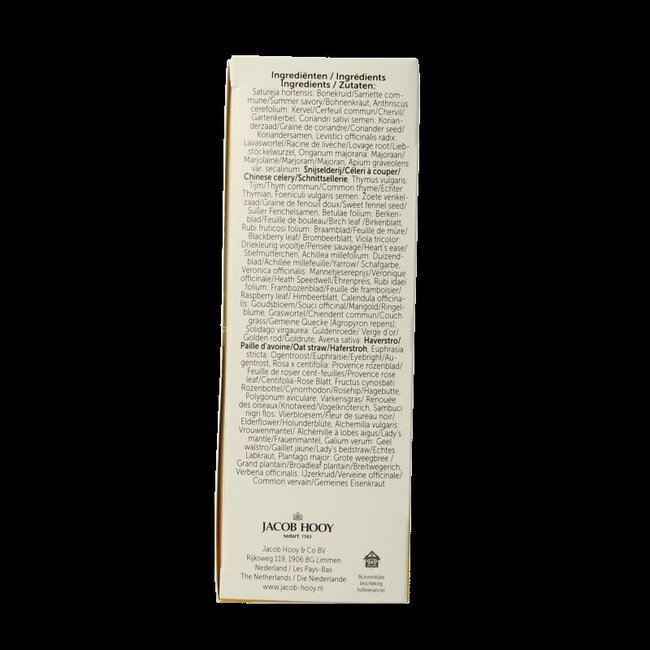 Ingrediënten / Ingrédients
Ingredients / Zutaten:
Satureja hortensis: Bonekruid/Sarriette com-
mune/Summer savory/Bohnenkraut, Anthriscus
cerefolium: Kervel/Cerfeuil commun/Chervil/
Gartenkerbel, Coriandri sativi semen: Korian-
derzaad/Graine de coriandre/Coriander seed/
Koriandersamen, Levistici officinalis radix:
Lavaswortel/Racine de livèche/Lovage root/Lieb-
stöckelwurzel, Origanum majorana: Majoraan/
Marjolaine/Marjoram/Majoran, Apium graveolens
var. secalinum: Snijselderij/Céleri à couper/
Chinese celery/Schnittsellerie, Thymus vulgaris:
Tijm/Thym commun/Common thyme/Echter
Thymian, Foeniculi vulgaris semen: Zoete venkel-
zaad/Graine de fenouil doux/Sweet fennel seed/
Süßer Fenchelsamen, Betulae folium: Berken-
blad/Feuille de bouleau/Birch leaf /Birkenblatt,
Rubi fruticosi folium: Braamblad/Feuille de mûre/
Blackberry leaf/ Brombeerblatt, Viola tricolor:
Driekleurig viooltje/Pensée sauvage/Heart's ease/
Stiefmütterchen, Achillea millefolium: Duizend-
blad/Achillée millefeuille/Yarrow/ Schafgarbe,
Veronica officinalis: Mannetjesereprijs/Véronique
officinale/Heath Speedwell/Ehrenpreis, Rubi idaei
folium: Frambozenblad/Feuille de framboisier/
Raspberry leaf/ Himbeerblatt, Calendula officina-
lis: Goudsbloem/Souci officinal/Marigold/Ringel-
blume, Graswortel/Chiendent commun/Couch
grass/Gemeine Quecke (Agropyron repens),
Solidago virgaurea: Guldenroede/ Verge d'or/
Golden rod/Goldrute, Avena sativa: Haverstro/
Paille d'avoine/Oat straw/Haferstroh, Euphrasia
stricta: Ogentroost/Euphraisie/Eyebright/Au-
gentrost, Rosa x centifolia: Provence rozenblad/
Feuille de rosier cent-feuilles/Provence rose
leaf/Centifolia-Rose Blatt, Fructus cynosbati:
Rozenbottel/Cynorrhodon/Rosehip/Hagebutte,
Polygonum aviculare: Varkensgras/ Renouée
des oiseaux/Knotweed/Vogelknöterich, Sambuci
nigri flos: Vlierbloesem/Fleur de sureau noir/
Elderflower/Holunderblüte, Alchemilla vulgaris:
Vrouwenmantel/ Alchémille à lobes aigus/Lady's
mantle/Frauenmantel, Galium verum: Geel
walstro/Gaillet jaune/Lady's bedstraw/Echtes
Labkraut, Plantago major: Grote weegbree /
Grand plantain/Broadleaf plantain/Breitwegerich,
Verbena officinalis: IJzerkruid/Verveine officinale/
Common vervain/Gemeines Eisenkraut
JACOB HOOY
sedert 1743
Jacob Hooy & Co BV
Rijksweg 119, 1906 BG Limmen
Nederland / Les Pays-Bas
The Netherlands / Die Niederlande
www.jacob-hooy.nl
Bij koninklijke
beschikking
hofleverancier